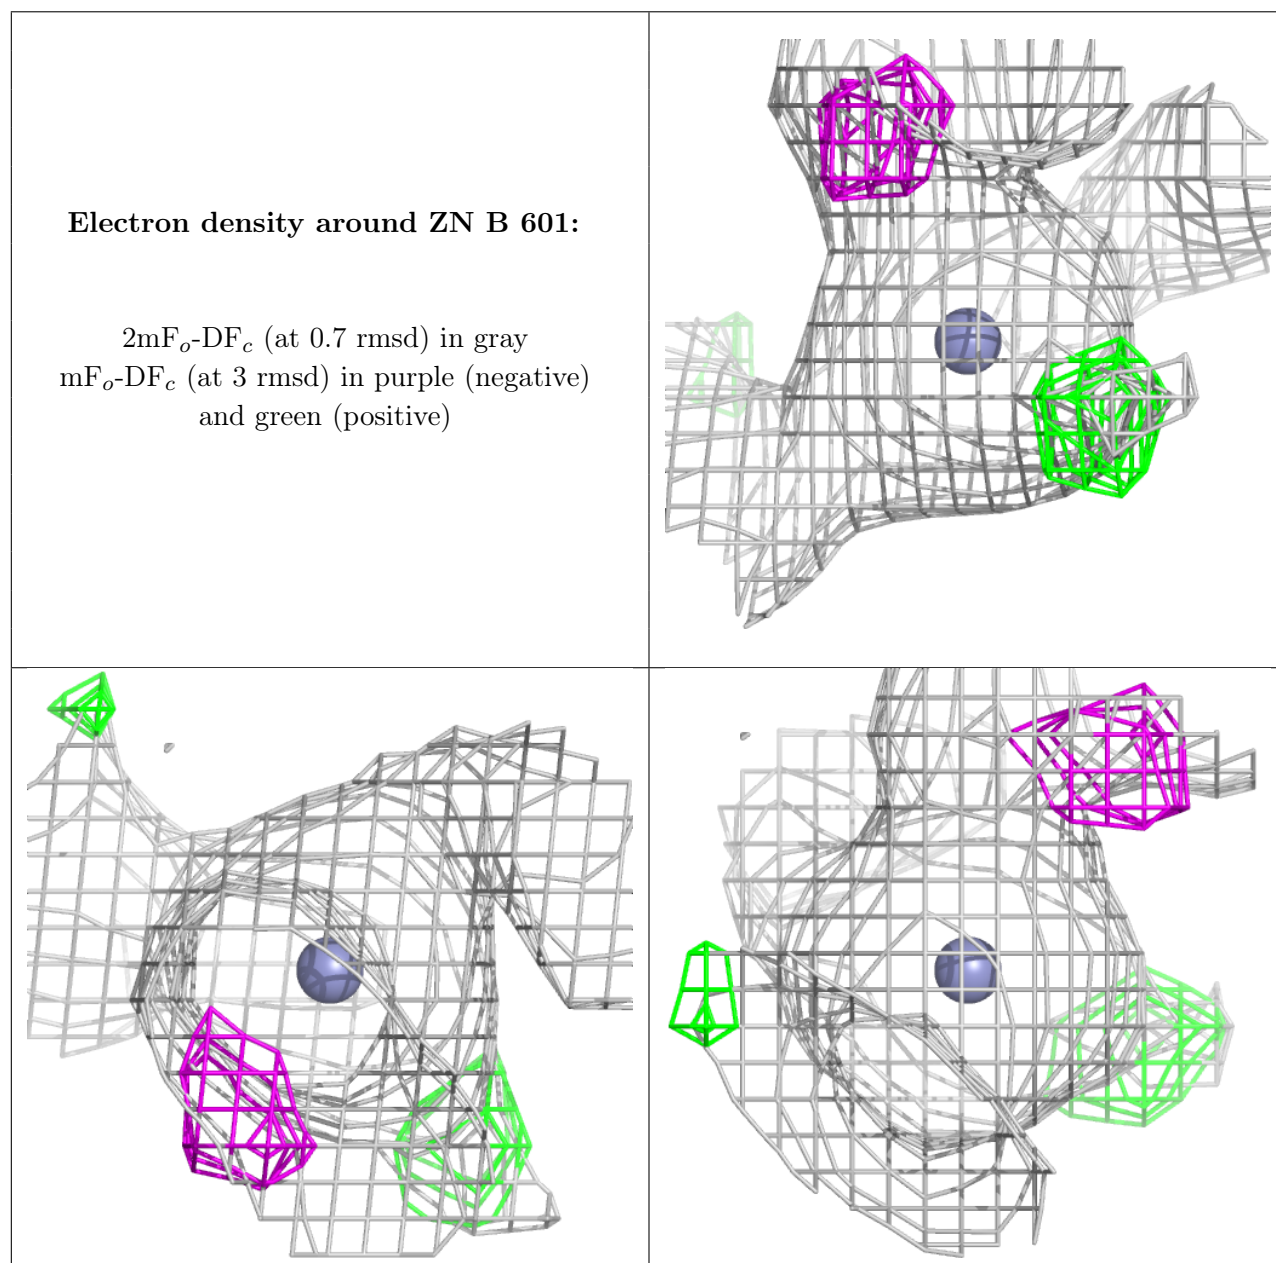 Electron density around ZN B 601:
2mFo-DFc (at 0.7 rmsd) in gray
mFo-DFc (at 3 rmsd) in purple (negative)
and green (positive)